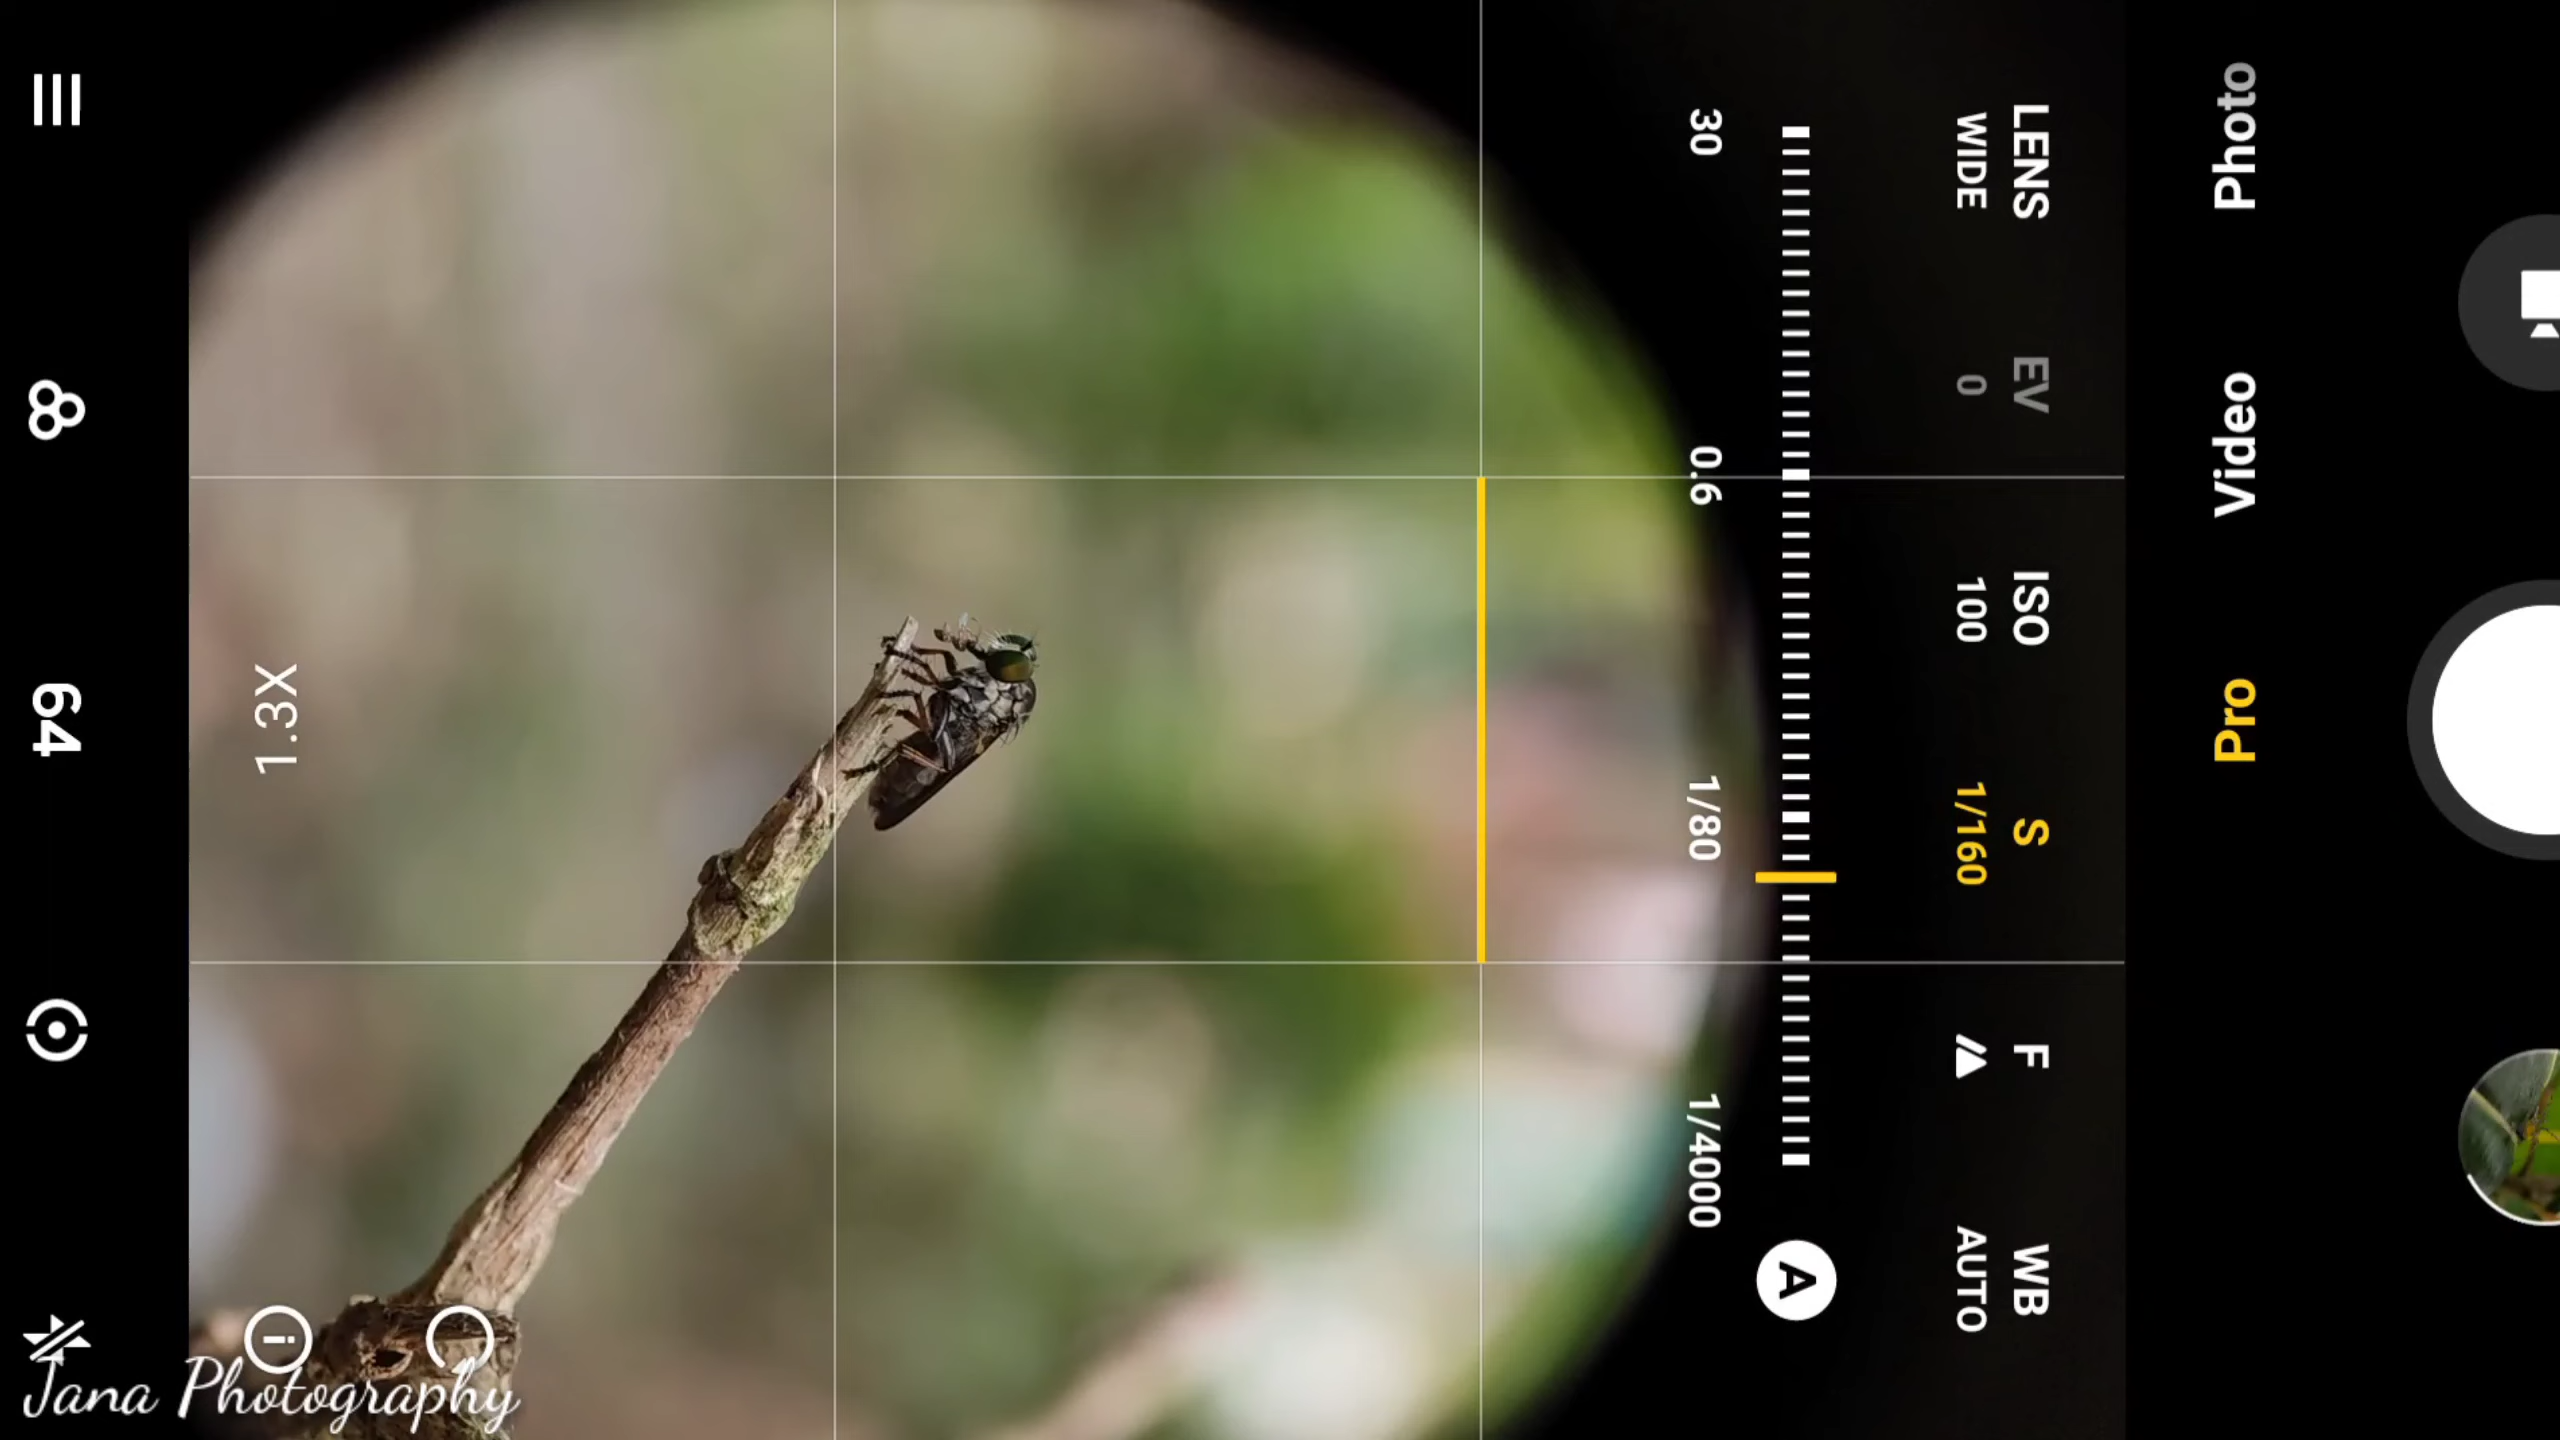 Photo
Video
Pro
LENS
WIDE
EV
0
ISO
100
S
1/160
F
WB
AUTO
30
0.6
1/80
1/4000
A
1.3X
64
i
Jana Photography